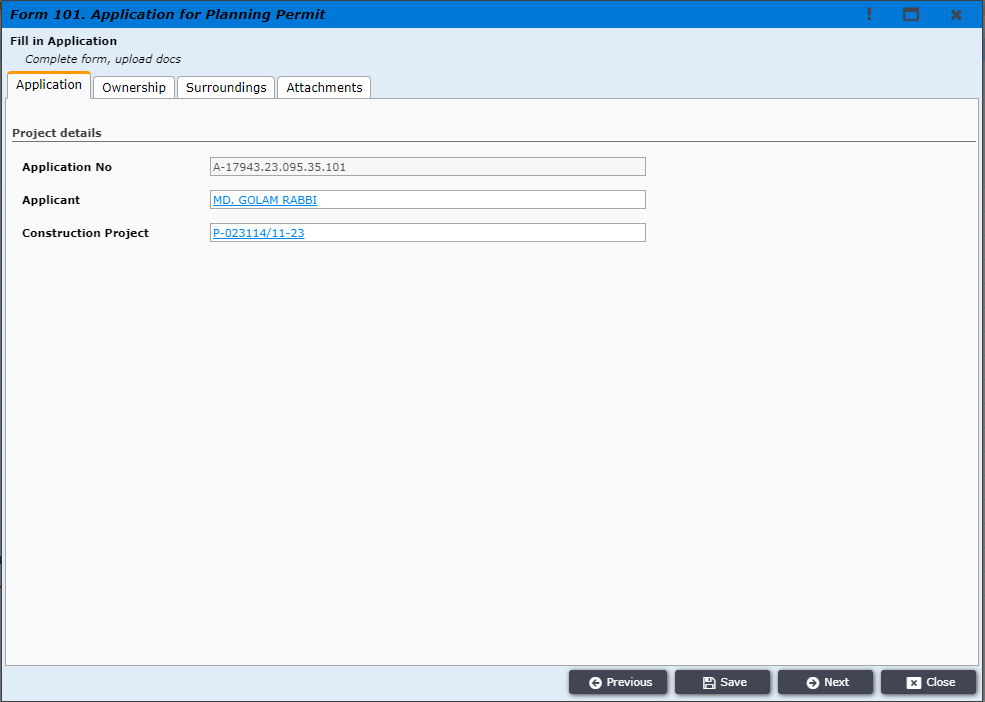 Form 101. Application for Planning Permit
Fill in Application
Complete form, upload docs
Application Ownership Surroundings Attachments
Project details
Application No A-17943.23.095.35.101
Applicant MD. GOLAM RABBI
Construction Project P-023114/11-23
Previous Save Next Close